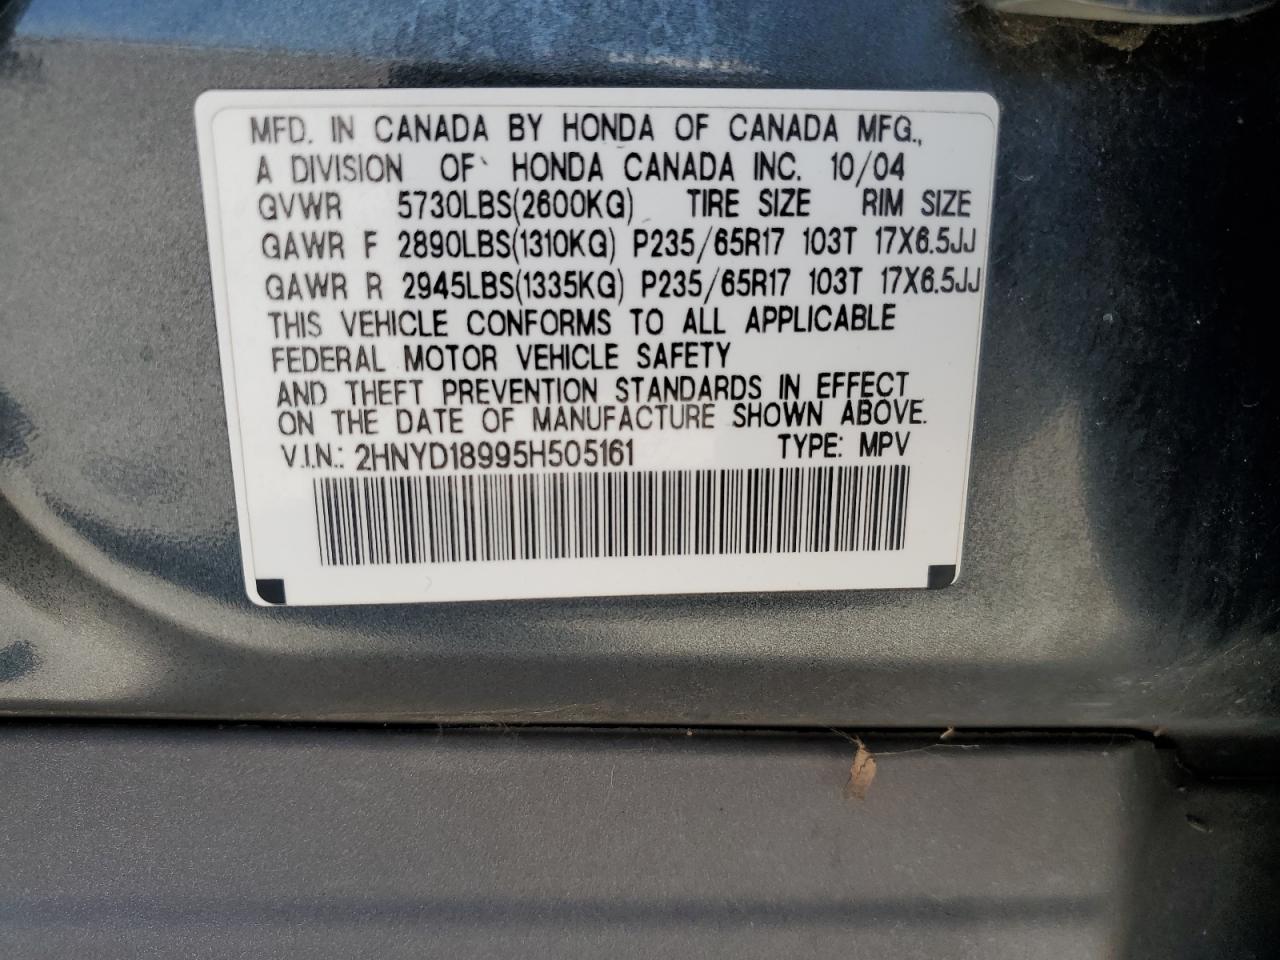 MFD. IN CANADA BY HONDA OF CANADA MFG.,
A DIVISION OF HONDA CANADA INC. 10/04
GVWR 5730LBS(2600KG) TIRE SIZE RIM SIZE
GAWR F 2890LBS(1310KG) P235/65R17 103T 17X6.5JJ
GAWR R 2945LBS(1335KG) P235/65R17 103T 17X6.5JJ
THIS VEHICLE CONFORMS TO ALL APPLICABLE
FEDERAL MOTOR VEHICLE SAFETY
AND THEFT PREVENTION STANDARDS IN EFFECT
ON THE DATE OF MANUFACTURE SHOWN ABOVE.
V.I.N.: 2HNYD18995H505161 TYPE: MPV